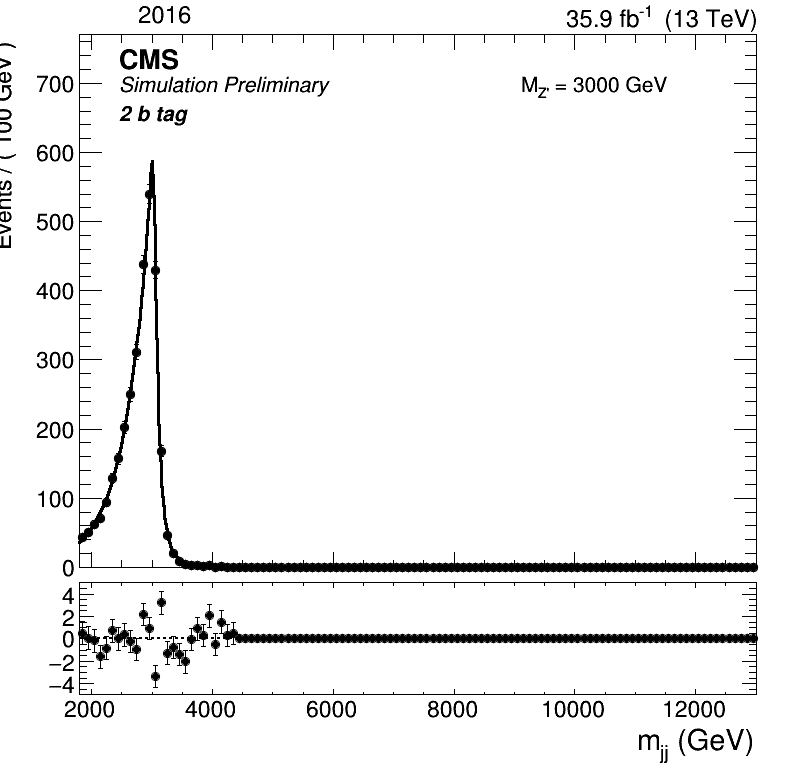 2016 35.9 fb⁻¹ (13 TeV)
CMS
Simulation Preliminary
M_Z' = 3000 GeV
2 b tag
Events / ( 100 GeV )
700
600
500
400
300
200
100
0
4
2
0
−2
−4
2000 4000 6000 8000 10000 12000
m_jj (GeV)